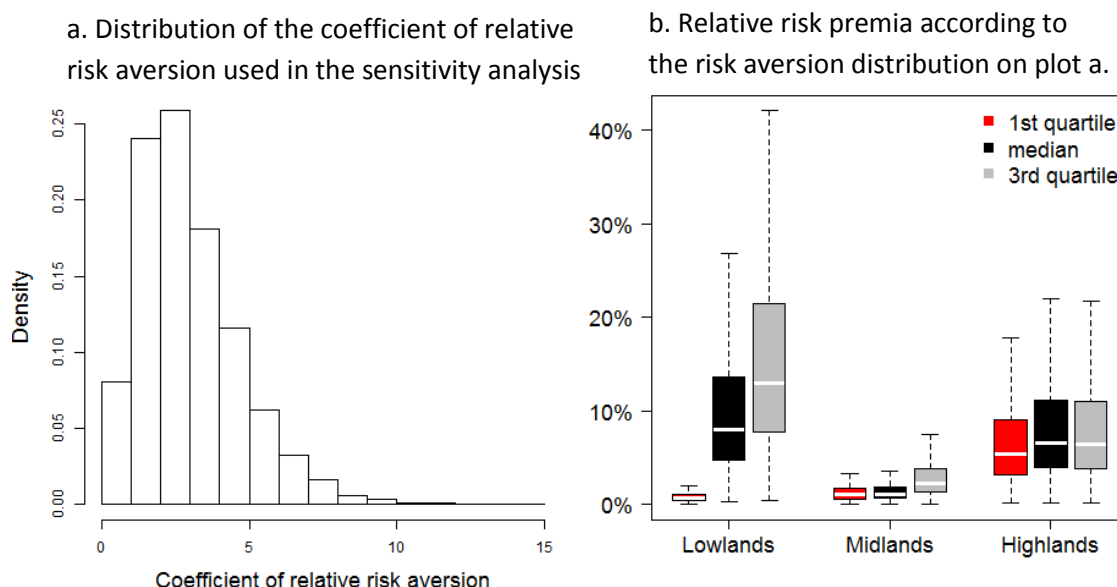 a. Distribution of the coefficient of relative
risk aversion used in the sensitivity analysis
Density
0.25
0.20
0.15
0.10
0.05
0.00
0
5
10
15
Coefficient of relative risk aversion
b. Relative risk premia according to
the risk aversion distribution on plot a.
40%
30%
20%
10%
0%
1st quartile
median
3rd quartile
Lowlands
Midlands
Highlands